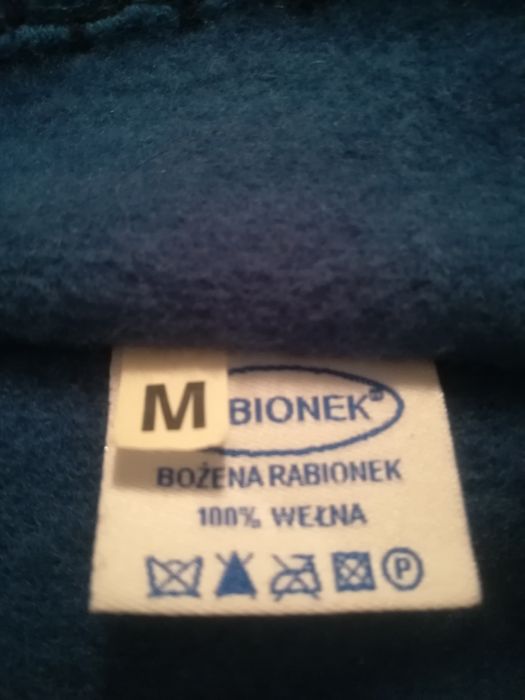 M
BIONEK®
BOŻENA RABIONEK
100% WEŁNA
P